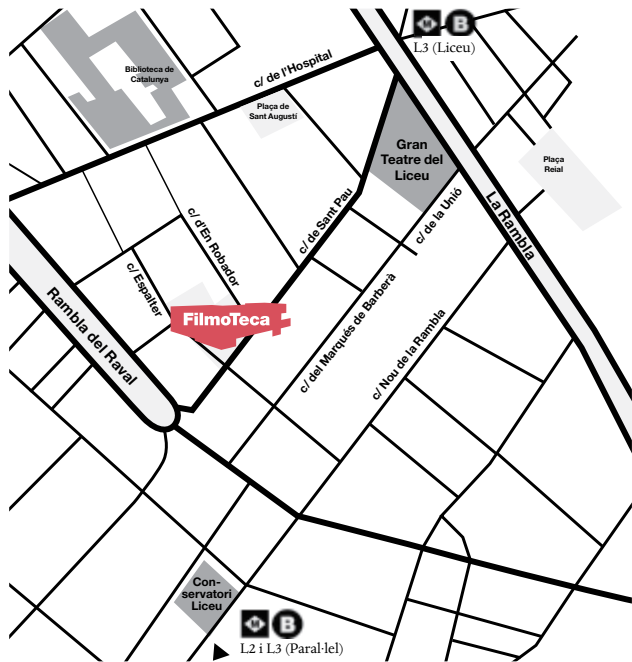 M B
L3 (Liceu)
Biblioteca de
Catalunya
c/ de l'Hospital
Plaça de
Sant Augustí
Gran
Teatre del
Liceu
Plaça
Reial
La Rambla
c/ de la Unió
c/ de Sant Pau
c/ d'En Robador
c/ Espalter
FilmoTeca
Rambla del Raval
c/ del Marqués de Barberà
c/ Nou de la Rambla
Con-
servatori
Liceu
M B
L2 i L3 (Paral·lel)